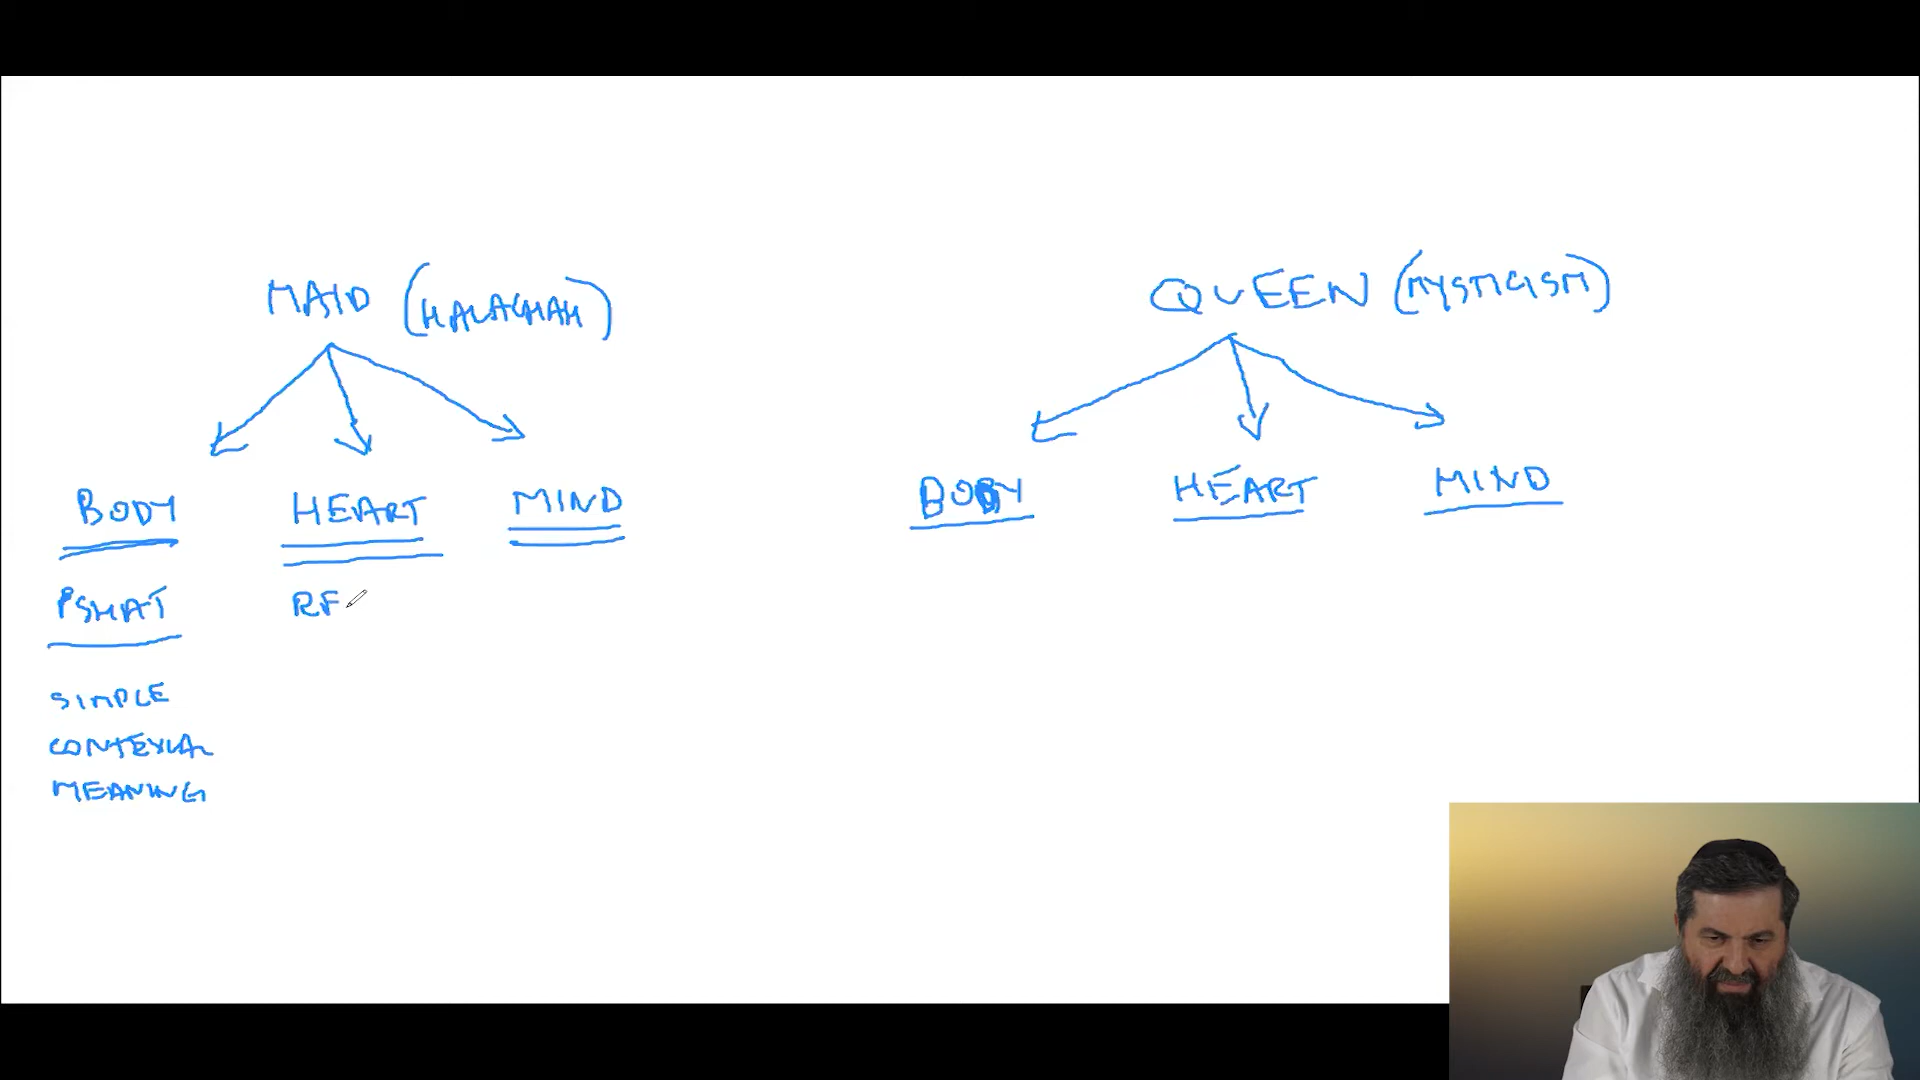 MAID (HALACHAH)
QUEEN (MYSTICISM)
BODY HEART MIND
BODY HEART MIND
PSHAT RE
SIMPLE
CONTEXUAL
MEANING